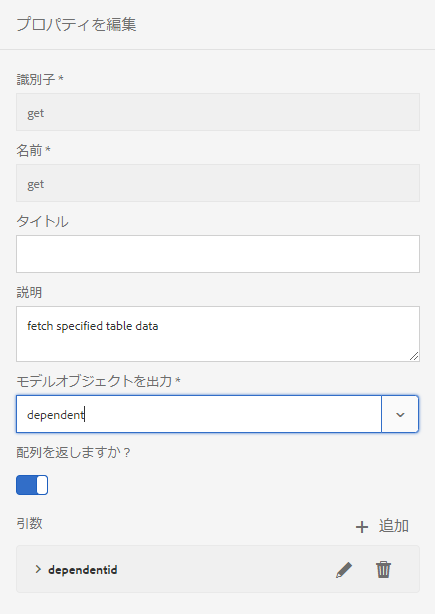 プロパティを編集
識別子 *
get
名前 *
get
タイトル
説明
fetch specified table data
モデルオブジェクトを出力 *
dependent
配列を返しますか？
引数
+ 追加
> dependentid